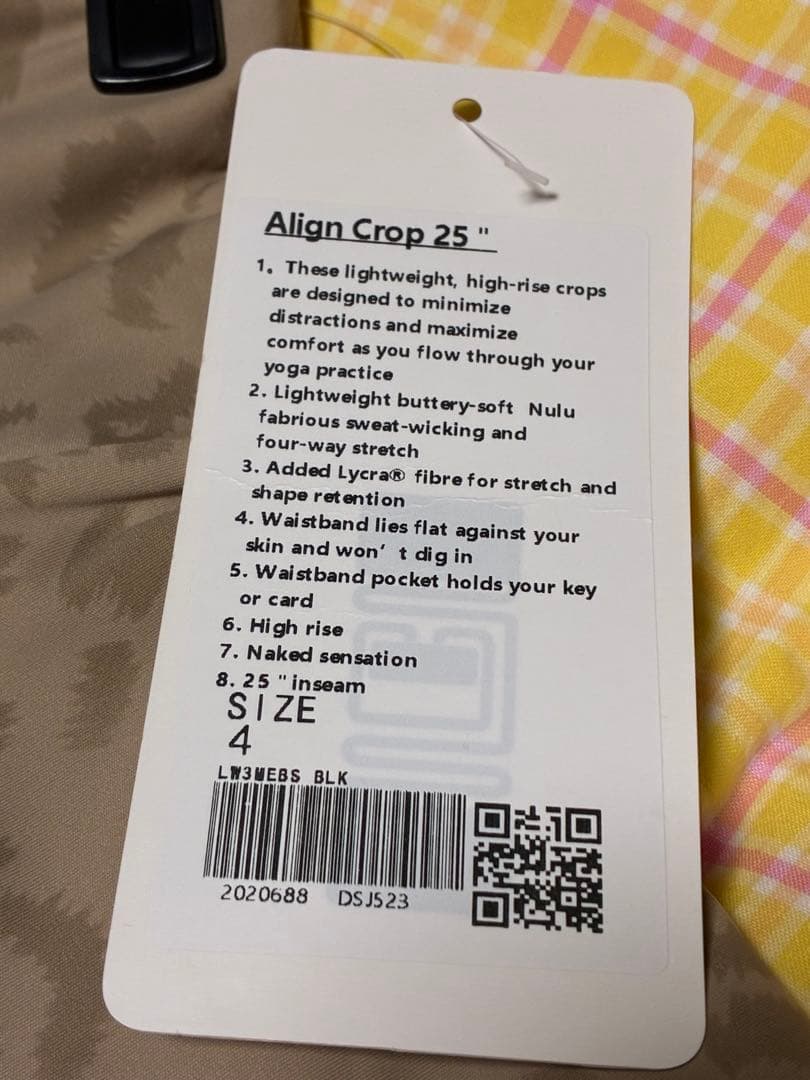 Align Crop 25 "
1。These lightweight, high-rise crops
are designed to minimize
distractions and maximize
comfort as you flow through your
yoga practice
2. Lightweight buttery-soft Nulu
fabrious sweat-wicking and
four-way stretch
3. Added Lycra® fibre for stretch and
shape retention
4. Waistband lies flat against your
skin and won’ t dig in
5. Waistband pocket holds your key
or card
6. High rise
7. Naked sensation
8. 25 " inseam
SIZE
4
LW3MEBS BLK
2020688 DSJ523